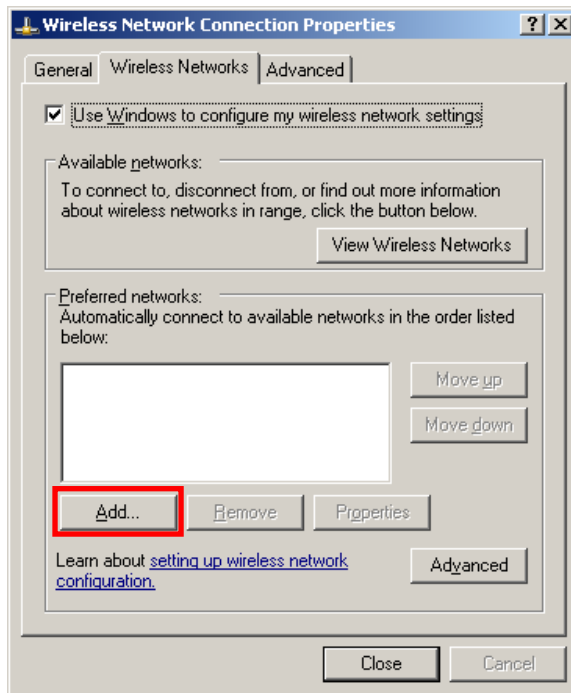 Wireless Network Connection Properties
General Wireless Networks Advanced
Use Windows to configure my wireless network settings
Available networks:
To connect to, disconnect from, or find out more information
about wireless networks in range, click the button below.
View Wireless Networks
Preferred networks:
Automatically connect to available networks in the order listed
below:
Move up
Move down
Add... Remove Properties
Learn about setting up wireless network
configuration.
Advanced
Close Cancel